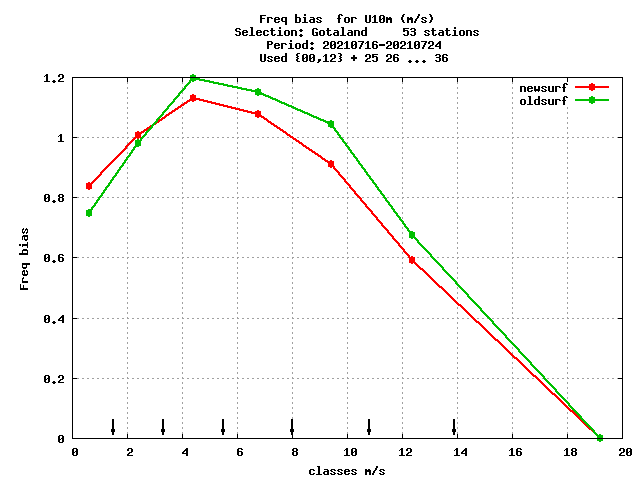 Freq bias  for U10m (m/s)
Selection: Gotaland     53 stations
Period: 20210716-20210724
Used {00,12} + 25 26 ... 36
newsurf
oldsurf
Freq bias
1.2
1
0.8
0.6
0.4
0.2
0
0 2 4 6 8 10 12 14 16 18 20
classes m/s